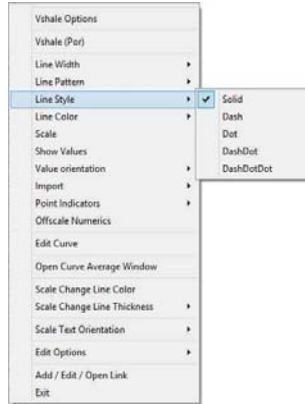 Vshale Options
Vshale (Por)
Line Width
Line Pattern
Line Style
Line Color
Scale
Show Values
Value orientation
Import
Point Indicators
Offscale Numerics
Edit Curve
Open Curve Average Window
Scale Change Line Color
Scale Change Line Thickness
Scale Text Orientation
Edit Options
Add / Edit / Open Link
Exit
Solid
Dash
Dot
DashDot
DashDotDot